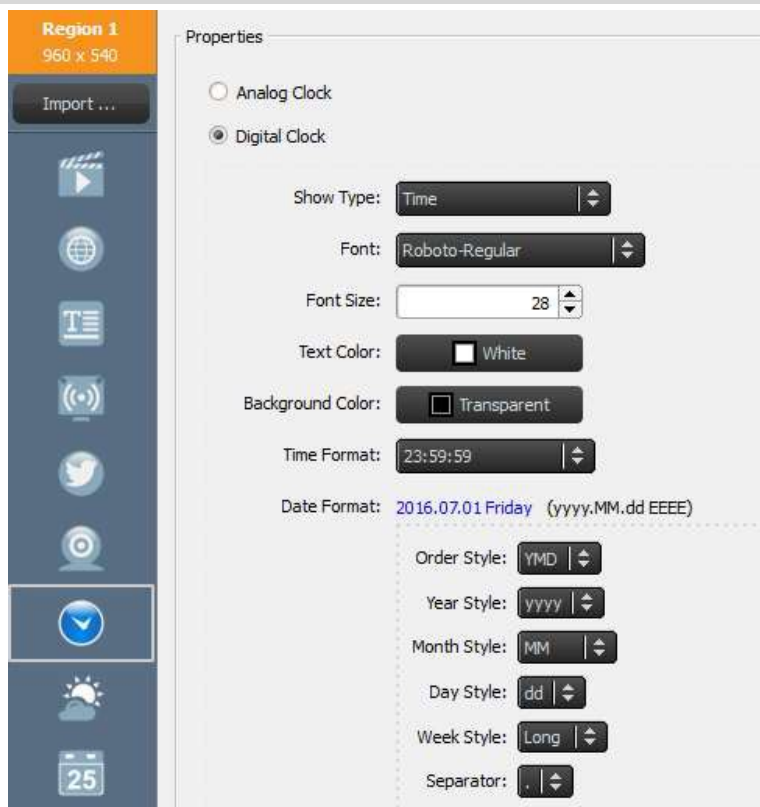 Region 1
960 x 540
Import ...
25
Properties
Analog Clock
Digital Clock
Show Type: Time
Font: Roboto-Regular
Font Size: 28
Text Color: White
Background Color: Transparent
Time Format: 23:59:59
Date Format: 2016.07.01 Friday (yyyy.MM.dd EEEE)
Order Style: YMD
Year Style: yyyy
Month Style: MM
Day Style: dd
Week Style: Long
Separator: .